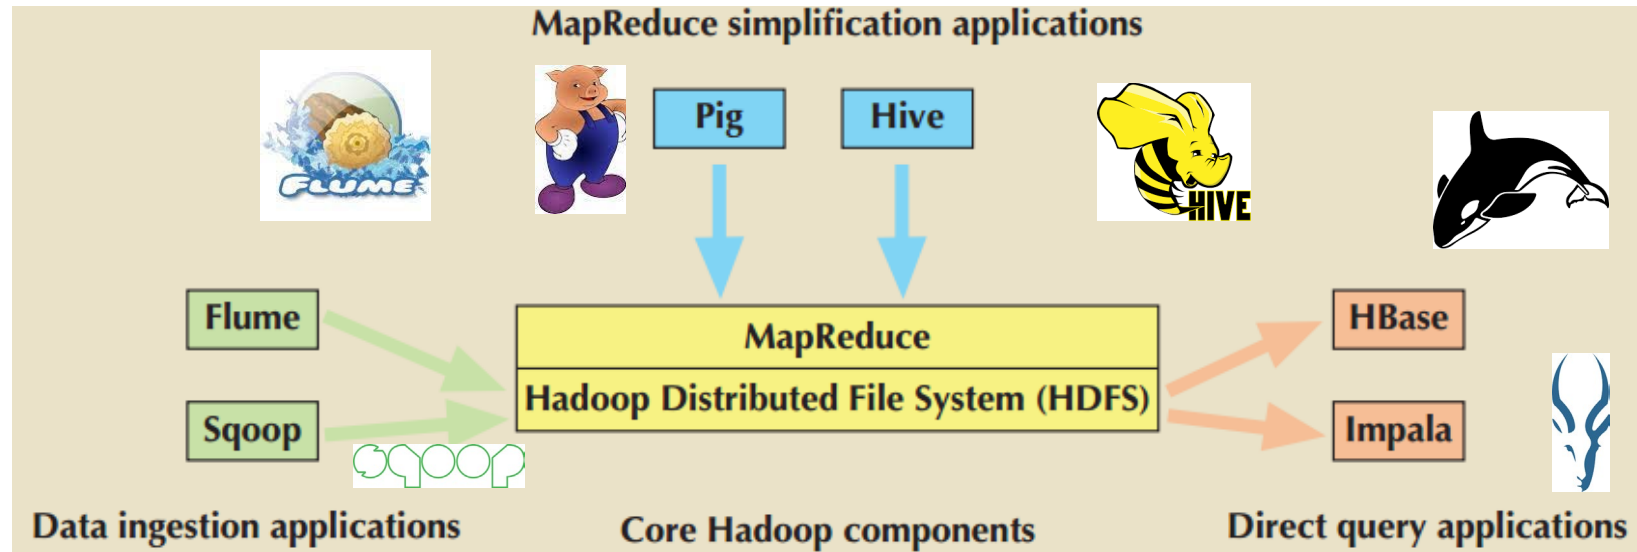 MapReduce simplification applications
FLUME
Pig
Hive
HIVE
Flume
MapReduce
HBase
Hadoop Distributed File System (HDFS)
Sqoop
Impala
sqoop
Data ingestion applications
Core Hadoop components
Direct query applications